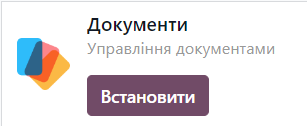 Документи
Управління документами
Встановити